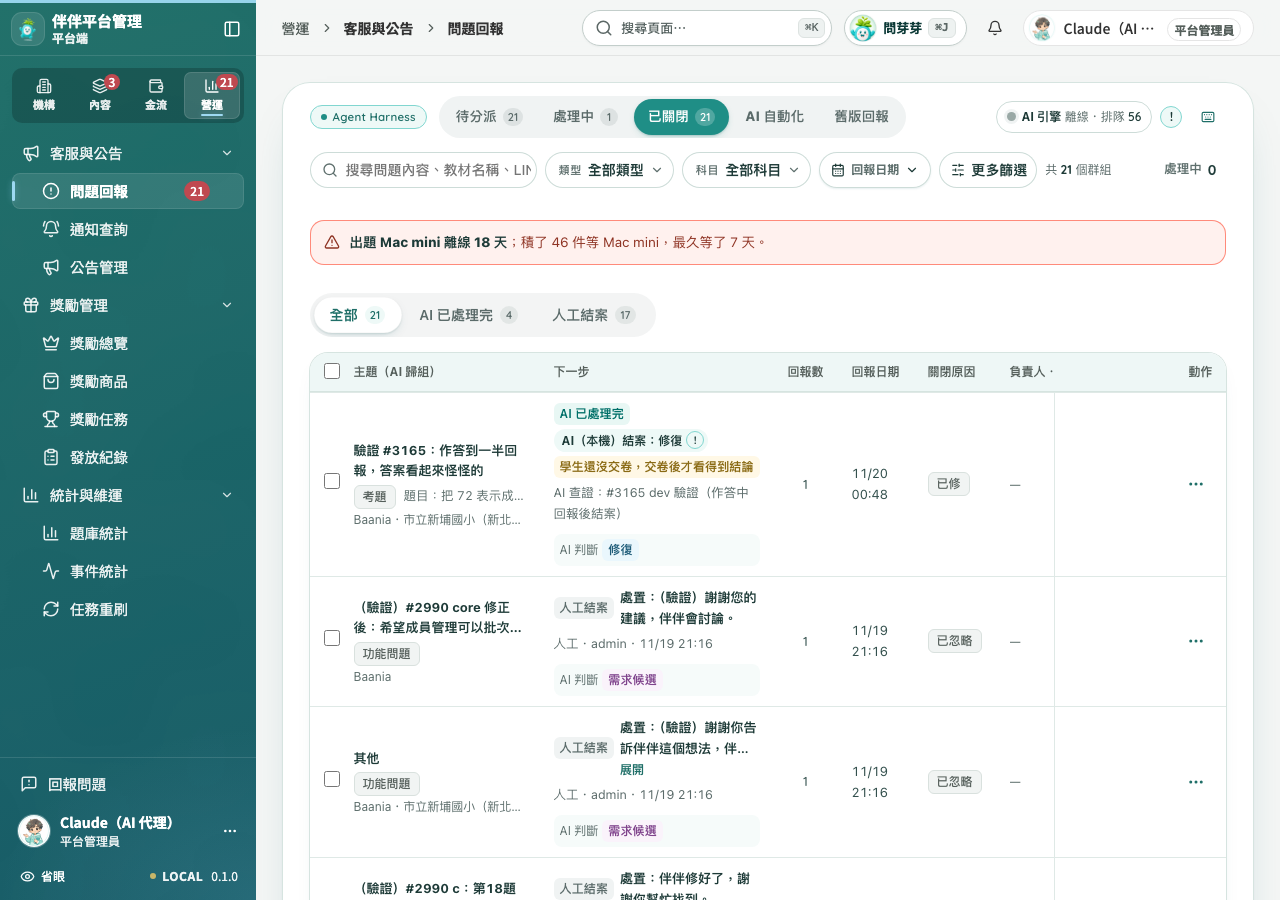 伴伴平台管理
平台端
機構
內容
3
金流
營運
21
客服與公告
問題回報
21
通知查詢
公告管理
獎勵管理
獎勵總覽
獎勵商品
獎勵任務
發放紀錄
統計與維運
題庫統計
事件統計
任務重刷
回報問題
Claude（AI 代理）
平台管理員
省眼
LOCAL 0.1.0
營運 > 客服與公告 > 問題回報
搜尋頁面… ⌘K
問芽芽 ⌘J
Claude（AI … 平台管理員
Agent Harness
待分派 21
處理中 1
已關閉 21
AI 自動化
舊版回報
AI 引擎 離線 · 排隊 56
搜尋問題內容、教材名稱、LIN
類型 全部類型
科目 全部科目
回報日期
更多篩選
共 21 個群組
處理中 0
出題 Mac mini 離線 18 天；積了 46 件等 Mac mini，最久等了 7 天。
全部 21
AI 已處理完 4
人工結案 17
主題（AI 歸組） 下一步 回報數 回報日期 關閉原因 負責人 · 動作
驗證 #3165：作答到一半回
報，答案看起來怪怪的
考題 題目：把 72 表示成…
Baania · 市立新埔國小（新北…
AI 已處理完
AI（本機）結案：修復 !
學生還沒交卷，交卷後才看得到結論
AI 查證：#3165 dev 驗證（作答中
回報後結案）
AI 判斷 修復
1
11/20
00:48
已修
—
（驗證）#2990 core 修正
後：希望成員管理可以批次…
功能問題
Baania
人工結案
處置：（驗證）謝謝您的
建議，伴伴會討論。
人工 · admin · 11/19 21:16
AI 判斷 需求候選
1
11/19
21:16
已忽略
—
其他
功能問題
Baania · 市立新埔國小（新北…
人工結案
處置：（驗證）謝謝你告
訴伴伴這個想法，伴…
展開
人工 · admin · 11/19 21:16
AI 判斷 需求候選
1
11/19
21:16
已忽略
—
（驗證）#2990 c：第18題
人工結案
處置：伴伴修好了，謝
謝你幫忙找到。